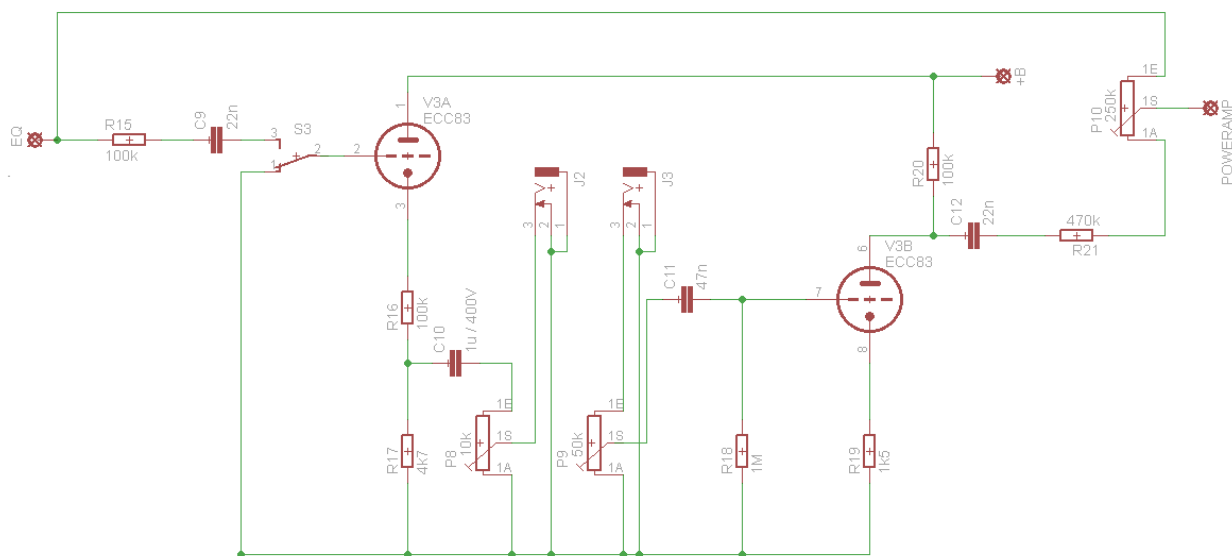 EQ
R15
100k
C9
22n
3
S3
1
2
2
1
V3A
ECC83
3
R16
100k
C10
1u / 400V
R17
4k7
P8
10k
1E
1S
1A
J2
V+
3
2
1
P9
50k
1E
1S
1A
J3
V+
3
2
1
C11
47n
R18
1M
7
6
V3B
ECC83
8
R19
1k5
R20
100k
+B
C12
22n
470k
R21
P10
250k
1E
1S
1A
POWERAMP